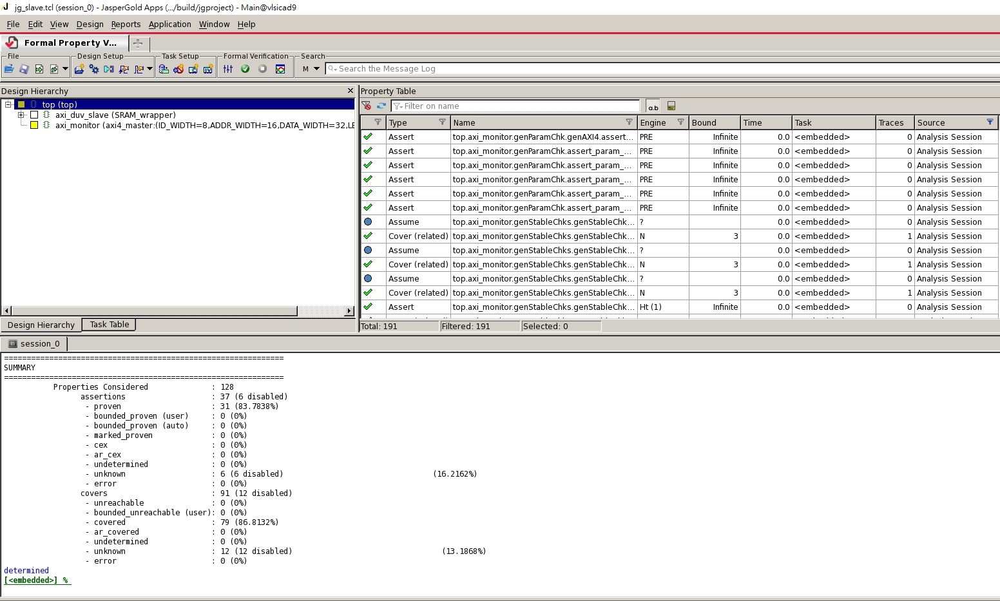 jg_slave.tcl (session_0) - JasperGold Apps (.../build/jgproject) - Main@vlsicad9
File Edit View Design Reports Application Window Help
Formal Property V...
File Design Setup Task Setup Formal Verification Search
M Search the Message Log
Design Hierarchy
top (top)
axi_duv_slave (SRAM_wrapper)
axi_monitor (axi4_master:(ID_WIDTH=8,ADDR_WIDTH=16,DATA_WIDTH=32,LE
Design Hierarchy Task Table
Property Table
Filter on name a.b
Type Name Engine Bound Time Task Traces Source
Assert top.axi_monitor.genParamChk.genAXI4.assert... PRE Infinite 0.0 <embedded> 0 Analysis Session
Assert top.axi_monitor.genParamChk.assert_param_... PRE Infinite 0.0 <embedded> 0 Analysis Session
Assert top.axi_monitor.genParamChk.assert_param_... PRE Infinite 0.0 <embedded> 0 Analysis Session
Assert top.axi_monitor.genParamChk.assert_param_... PRE Infinite 0.0 <embedded> 0 Analysis Session
Assert top.axi_monitor.genParamChk.assert_param_... PRE Infinite 0.0 <embedded> 0 Analysis Session
Assert top.axi_monitor.genParamChk.assert_param_... PRE Infinite 0.0 <embedded> 0 Analysis Session
Assume top.axi_monitor.genStableChks.genStableChk... ? 0.0 <embedded> 0 Analysis Session
Cover (related) top.axi_monitor.genStableChks.genStableChk... N 3 0.0 <embedded> 1 Analysis Session
Assume top.axi_monitor.genStableChks.genStableChk... ? 0.0 <embedded> 0 Analysis Session
Cover (related) top.axi_monitor.genStableChks.genStableChk... N 3 0.0 <embedded> 1 Analysis Session
Assume top.axi_monitor.genStableChks.genStableChk... ? 0.0 <embedded> 0 Analysis Session
Cover (related) top.axi_monitor.genStableChks.genStableChk... N 3 0.0 <embedded> 1 Analysis Session
Assert top.axi_monitor.genStableChks.genStableChk... Ht (1) Infinite 0.0 <embedded> 0 Analysis Session
Total: 191 Filtered: 191 Selected: 0
session_0
==============================================================
SUMMARY
==============================================================
Properties Considered : 128
assertions : 37 (6 disabled)
- proven : 31 (83.7838%)
- bounded_proven (user) : 0 (0%)
- bounded_proven (auto) : 0 (0%)
- marked_proven : 0 (0%)
- cex : 0 (0%)
- ar_cex : 0 (0%)
- undetermined : 0 (0%)
- unknown : 6 (6 disabled) (16.2162%)
- error : 0 (0%)
covers : 91 (12 disabled)
- unreachable : 0 (0%)
- bounded_unreachable (user): 0 (0%)
- covered : 79 (86.8132%)
- ar_covered : 0 (0%)
- undetermined : 0 (0%)
- unknown : 12 (12 disabled) (13.1868%)
- error : 0 (0%)
determined
[<embedded>] %